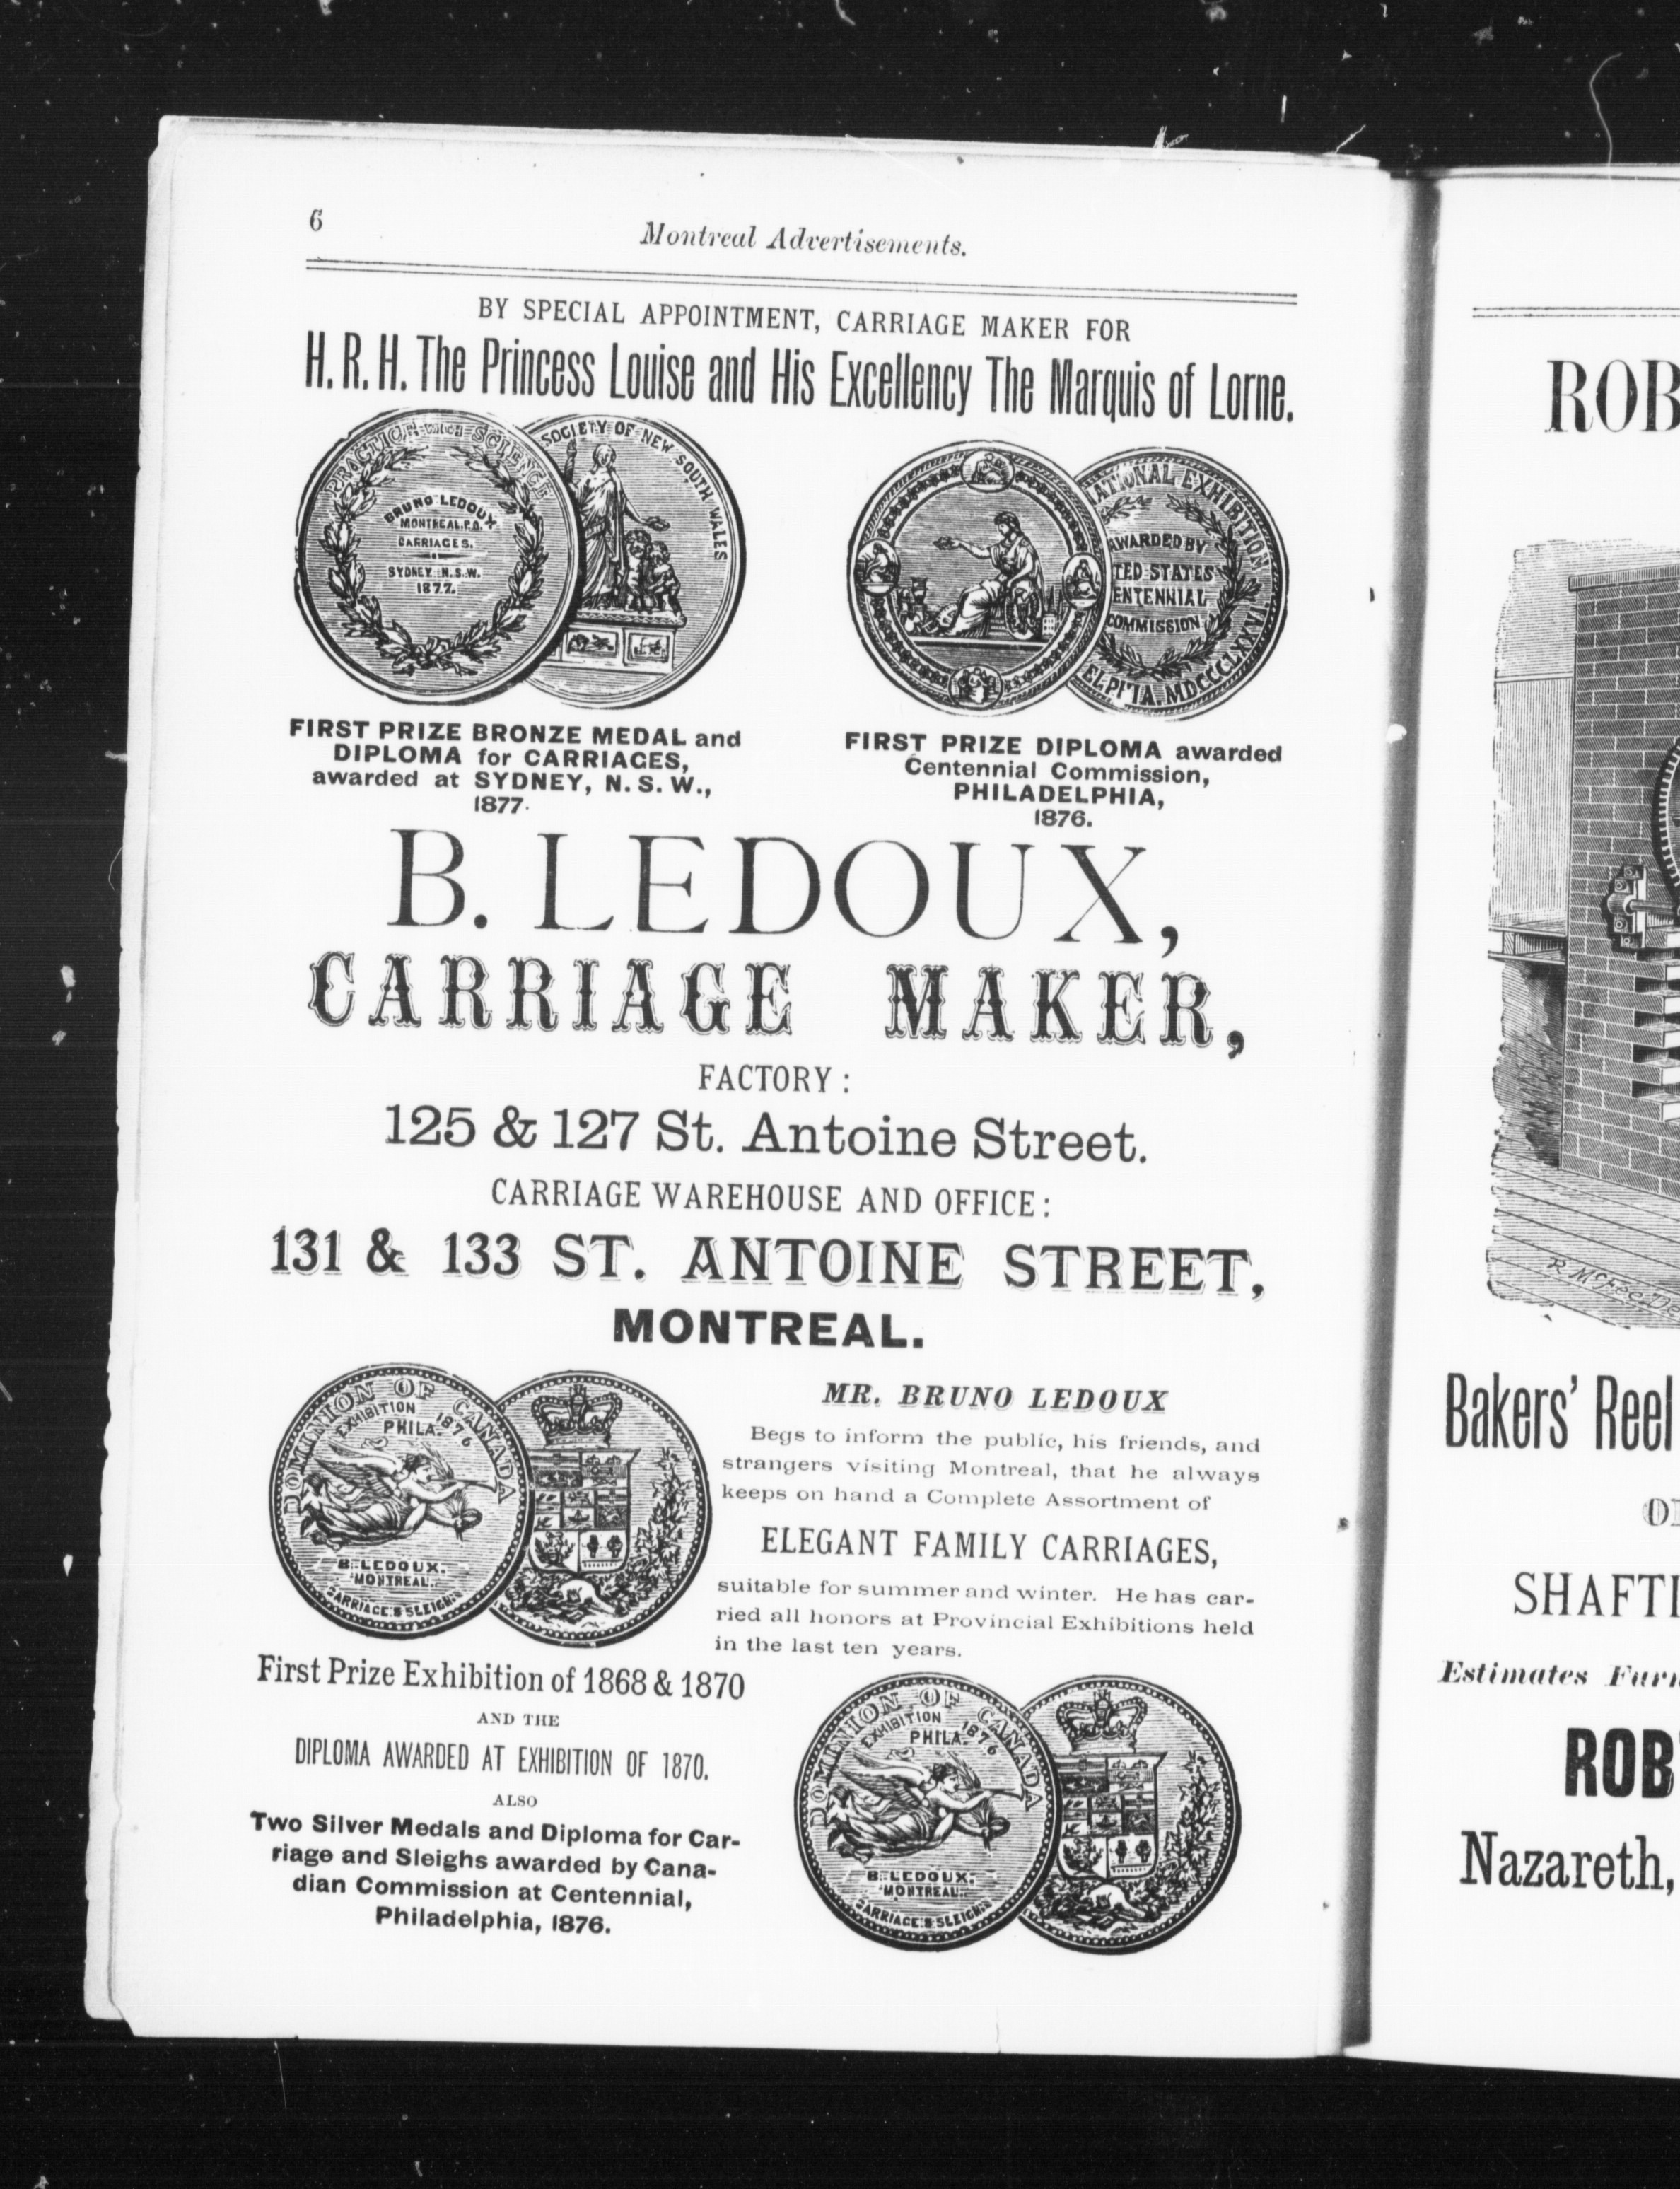 6
Montreal Advertisements.
BY SPECIAL APPOINTMENT, CARRIAGE MAKER FOR
H. R. H. The Princess Louise and His Excellency The Marquis of Lorne.
PRACTICE WITH SCIENCE
BRUNO LEDOUX
MONTREAL.P.Q.
CARRIAGES.
SYDNEY N.S.W.
1877.
SOCIETY OF NEW SOUTH WALES
ATIONAL EXHIBITION
AWARDED BY
TED STATES
ENTENNIAL
COMMISSION
MDCCCLXXVI
FIRST PRIZE BRONZE MEDAL and
DIPLOMA for CARRIAGES,
awarded at SYDNEY, N. S. W.,
1877.
FIRST PRIZE DIPLOMA awarded
Centennial Commission,
PHILADELPHIA,
1876.
B. LEDOUX,
CARRIAGE MAKER,
FACTORY :
125 & 127 St. Antoine Street.
CARRIAGE WAREHOUSE AND OFFICE :
131 & 133 ST. ANTOINE STREET,
MONTREAL.
DOMINION OF CANADA
EXHIBITION
PHILA. 1876
B. LEDOUX.
MONTREAL.
CARRIAGE & SLEIGHS
MR. BRUNO LEDOUX
Begs to inform the public, his friends, and
strangers visiting Montreal, that he always
keeps on hand a Complete Assortment of
ELEGANT FAMILY CARRIAGES,
suitable for summer and winter. He has car-
ried all honors at Provincial Exhibitions held
in the last ten years.
First Prize Exhibition of 1868 & 1870
AND THE
DIPLOMA AWARDED AT EXHIBITION OF 1870.
ALSO
Two Silver Medals and Diploma for Car-
riage and Sleighs awarded by Cana-
dian Commission at Centennial,
Philadelphia, 1876.
DOMINION OF CANADA
EXHIBITION
PHILA. 1876
B. LEDOUX.
MONTREAL.
CARRIAGE & SLEIGHS
ROB
R. McFee. De
Bakers' Reel
SHAFTI
Estimates Furn
ROB
Nazareth,